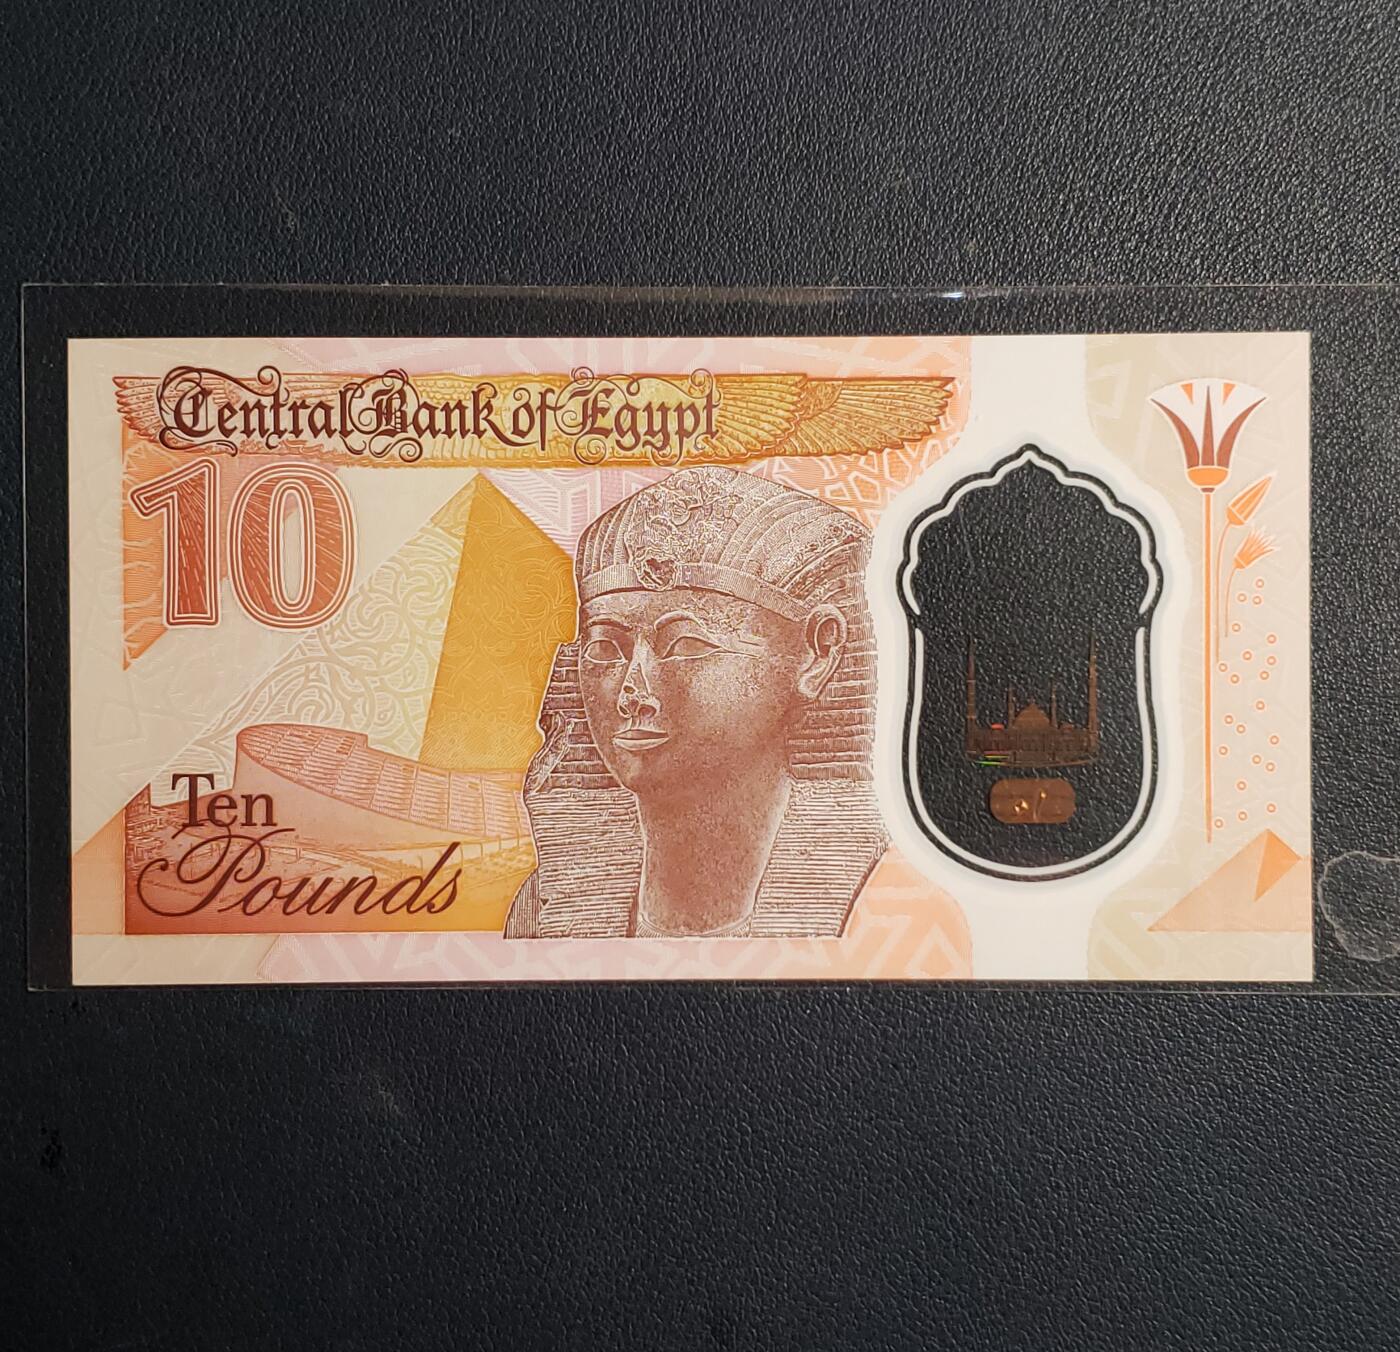 Central Bank of Egypt
10
Ten
Pounds